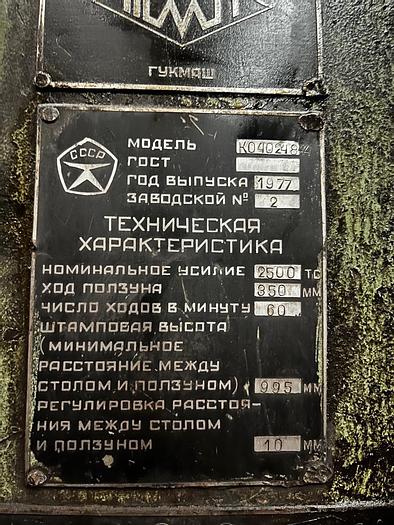 ГУКМАШ
СССР
МОДЕЛЬ КО40248
ГОСТ
ГОД ВЫПУСКА 1977
ЗАВОДСКОЙ № 2
ТЕХНИЧЕСКАЯ
ХАРАКТЕРИСТИКА
НОМИНАЛЬНОЕ УСИЛИЕ 2500 ТС
ХОД ПОЛЗУНА 350 ММ
ЧИСЛО ХОДОВ В МИНУТУ 60
ШТАМПОВАЯ ВЫСОТА
(МИНИМАЛЬНОЕ
РАССТОЯНИЕ МЕЖДУ
СТОЛОМ И ПОЛЗУНОМ) 995 ММ
РЕГУЛИРОВКА РАССТОЯ-
НИЯ МЕЖДУ СТОЛОМ
И ПОЛЗУНОМ 10 ММ